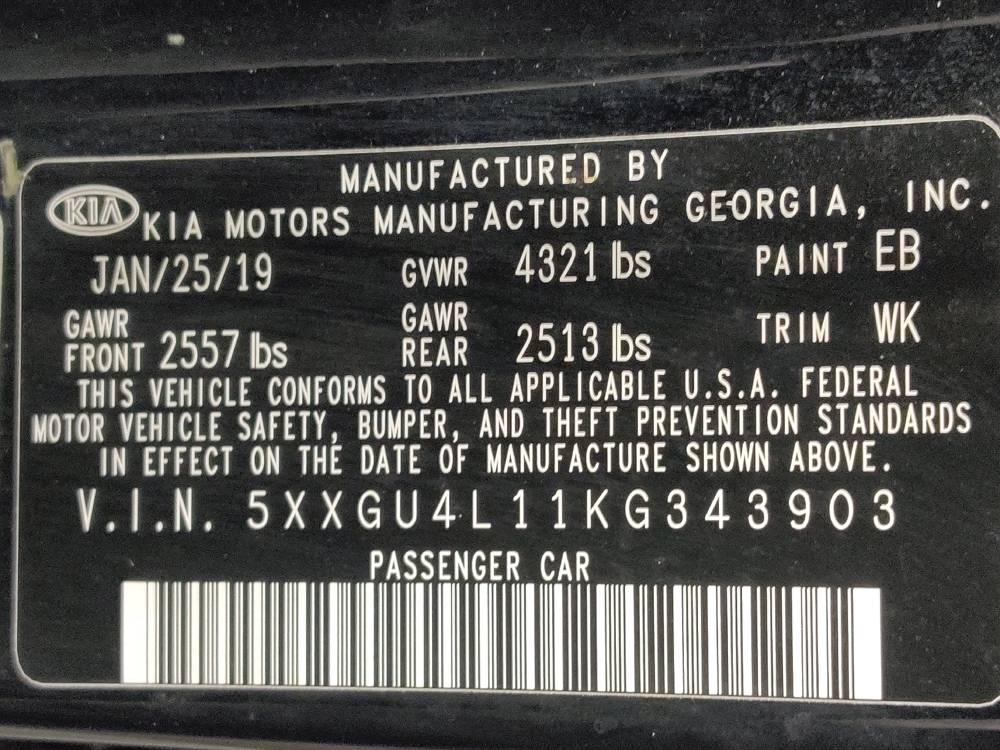 MANUFACTURED BY
KIA KIA MOTORS MANUFACTURING GEORGIA, INC.
JAN/25/19 GVWR 4321 lbs PAINT EB
GAWR FRONT 2557 lbs GAWR REAR 2513 lbs TRIM WK
THIS VEHICLE CONFORMS TO ALL APPLICABLE U.S.A. FEDERAL
MOTOR VEHICLE SAFETY, BUMPER, AND THEFT PREVENTION STANDARDS
IN EFFECT ON THE DATE OF MANUFACTURE SHOWN ABOVE.
V.I.N. 5XXGU4L11KG343903
PASSENGER CAR